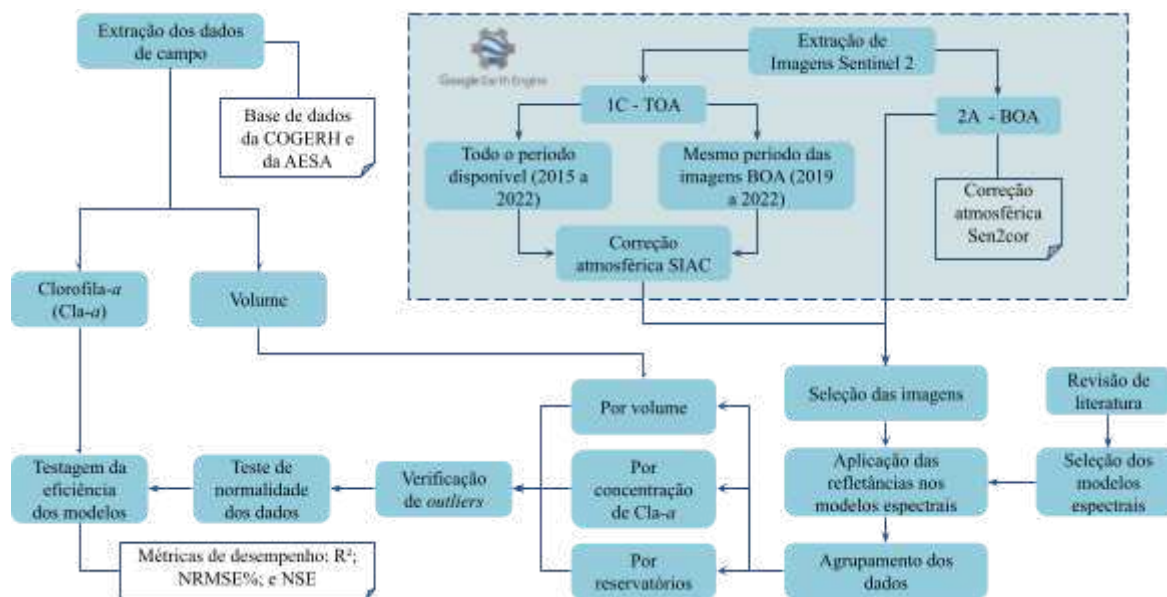 Extração dos dados
de campo
Base de dados
da COGERH e
da AESA
Google Earth Engine
Extração de
Imagens Sentinel 2
1C - TOA
2A - BOA
Todo o período
disponível (2015 a
2022)
Mesmo período das
imagens BOA (2019
a 2022)
Correção
atmosférica
Sen2cor
Correção
atmosférica SIAC
Clorofila-a
(Cla-a)
Volume
Por volume
Seleção das imagens
Revisão de
literatura
Testagem da
eficiência
dos modelos
Teste de
normalidade
dos dados
Verificação
de outliers
Por
concentração
de Cla-a
Aplicação das
refletâncias nos
modelos espectrais
Seleção dos
modelos
espectrais
Métricas de desempenho: R²;
NRMSE%; e NSE
Por
reservatórios
Agrupamento dos
dados